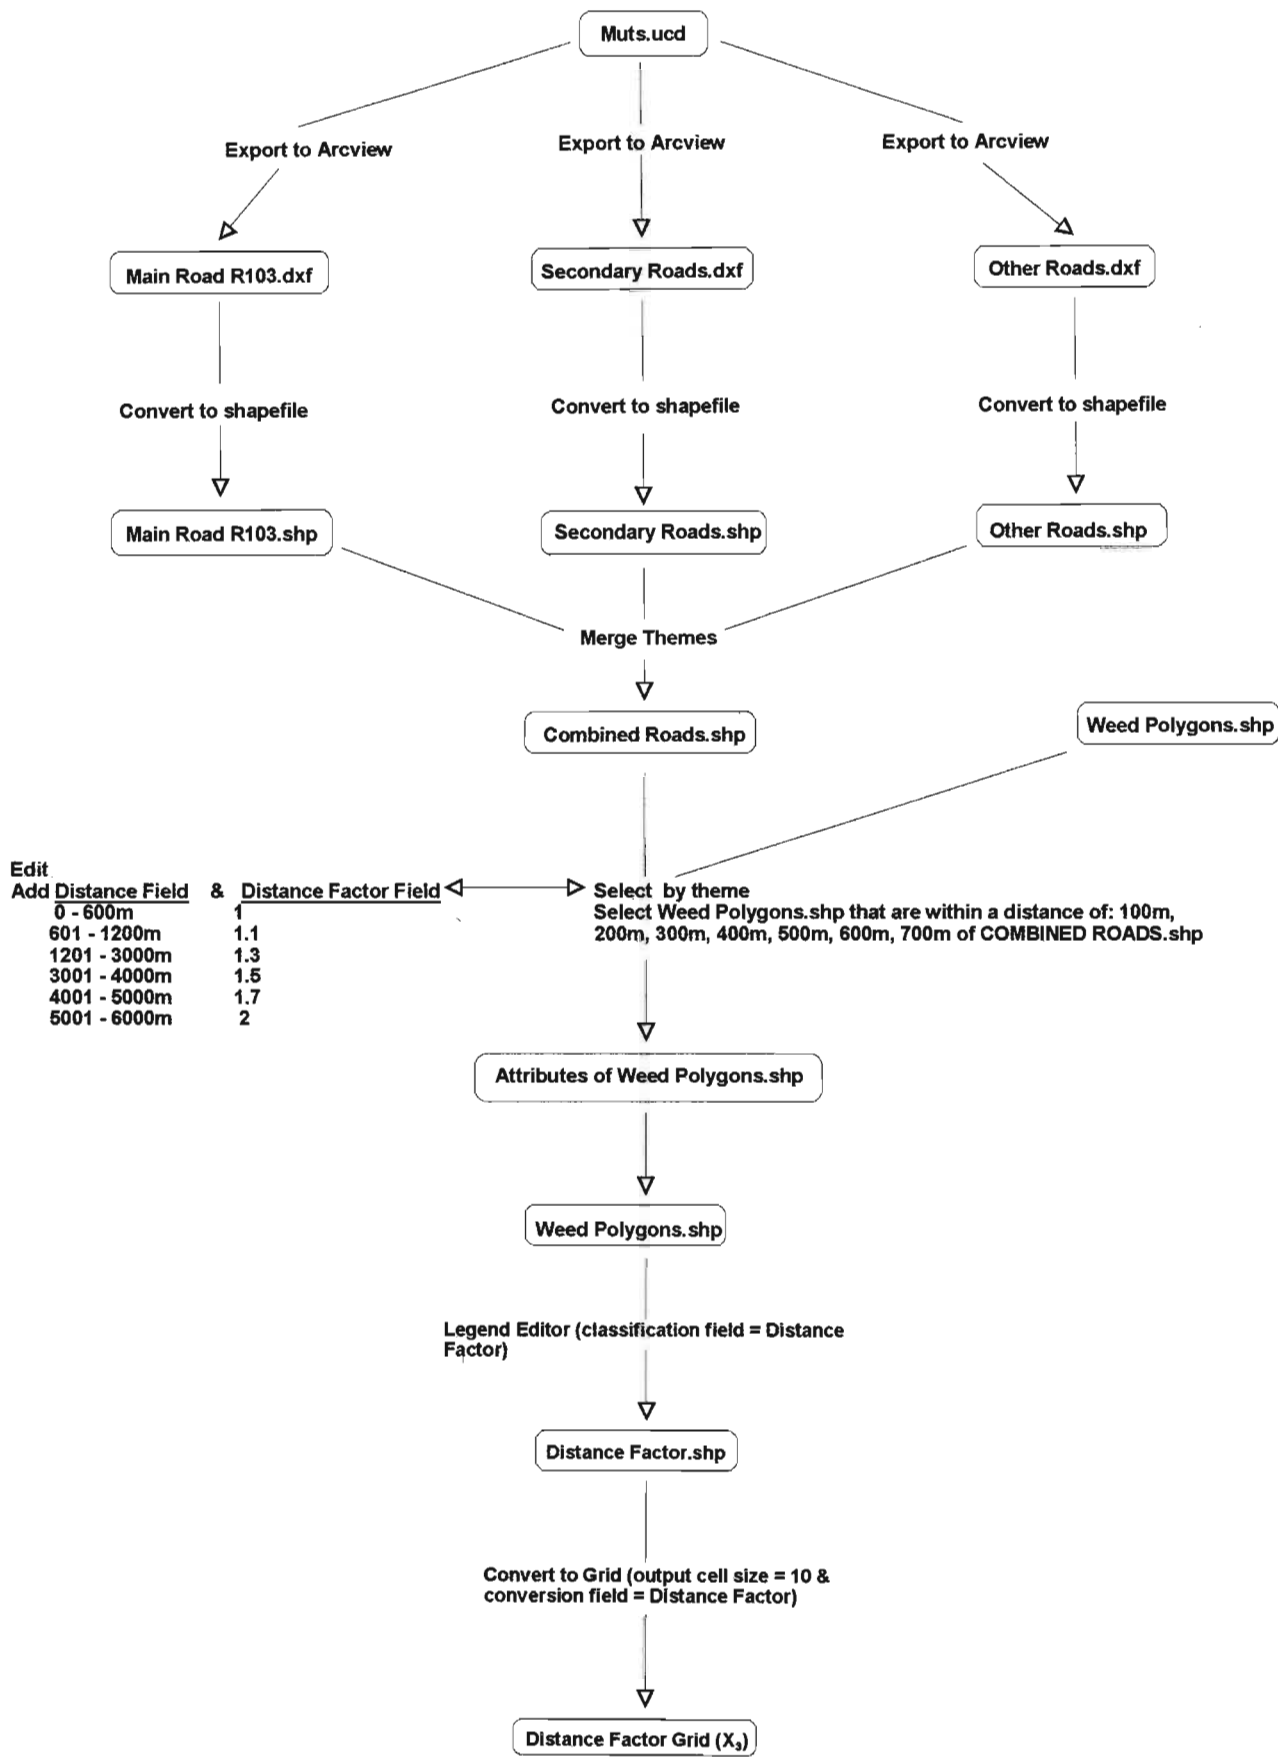 Muts.ucd
Export to Arcview
Export to Arcview
Export to Arcview
Main Road R103.dxf
Secondary Roads.dxf
Other Roads.dxf
Convert to shapefile
Convert to shapefile
Convert to shapefile
Main Road R103.shp
Secondary Roads.shp
Other Roads.shp
Merge Themes
Combined Roads.shp
Weed Polygons.shp
Edit
Add Distance Field & Distance Factor Field
0 - 600m 1
601 - 1200m 1.1
1201 - 3000m 1.3
3001 - 4000m 1.5
4001 - 5000m 1.7
5001 - 6000m 2
Select by theme
Select Weed Polygons.shp that are within a distance of: 100m,
200m, 300m, 400m, 500m, 600m, 700m of COMBINED ROADS.shp
Attributes of Weed Polygons.shp
Weed Polygons.shp
Legend Editor (classification field = Distance
Factor)
Distance Factor.shp
Convert to Grid (output cell size = 10 &
conversion field = Distance Factor)
Distance Factor Grid (X₃)